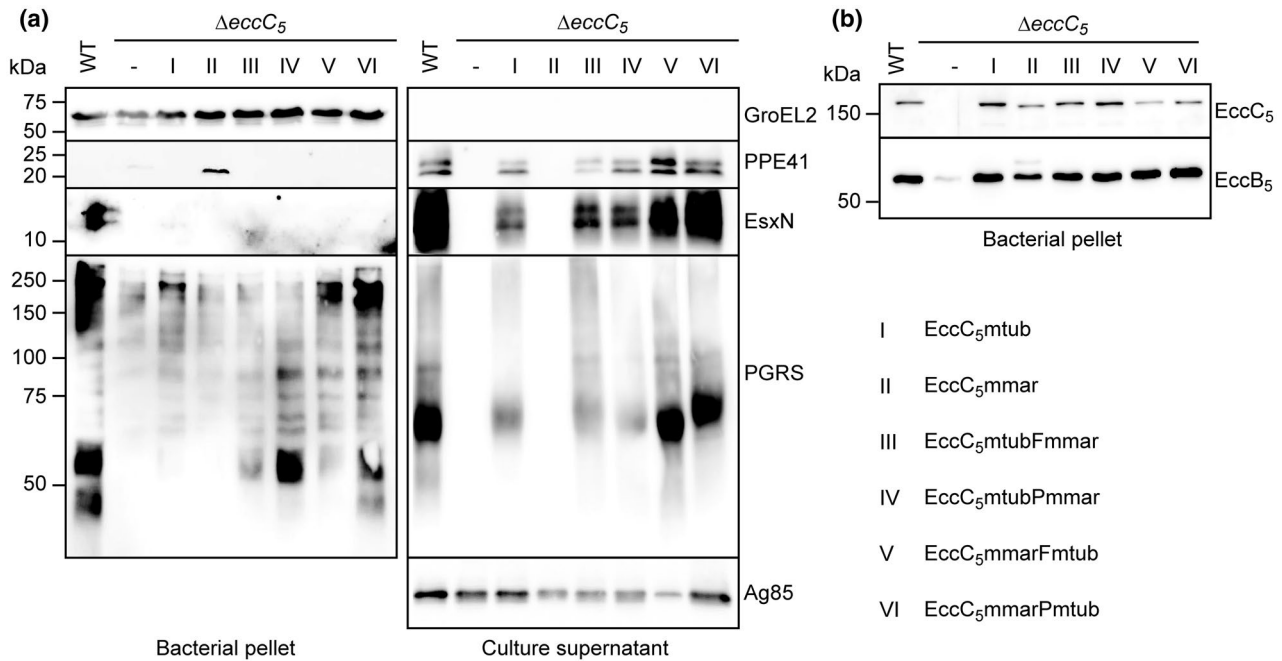 (a)
ΔeccC5
ΔeccC5
kDa
WT
-
I
II
III
IV
V
VI
WT
-
I
II
III
IV
V
VI
75
50
GroEL2
25
20
PPE41
10
EsxN
250
150
100
75
50
PGRS
Ag85
Bacterial pellet
Culture supernatant
(b)
ΔeccC5
kDa
WT
-
I
II
III
IV
V
VI
150
EccC5
50
EccB5
Bacterial pellet
I EccC5mtub
II EccC5mmar
III EccC5mtubFmmar
IV EccC5mtubPmmar
V EccC5mmarFmtub
VI EccC5mmarPmtub